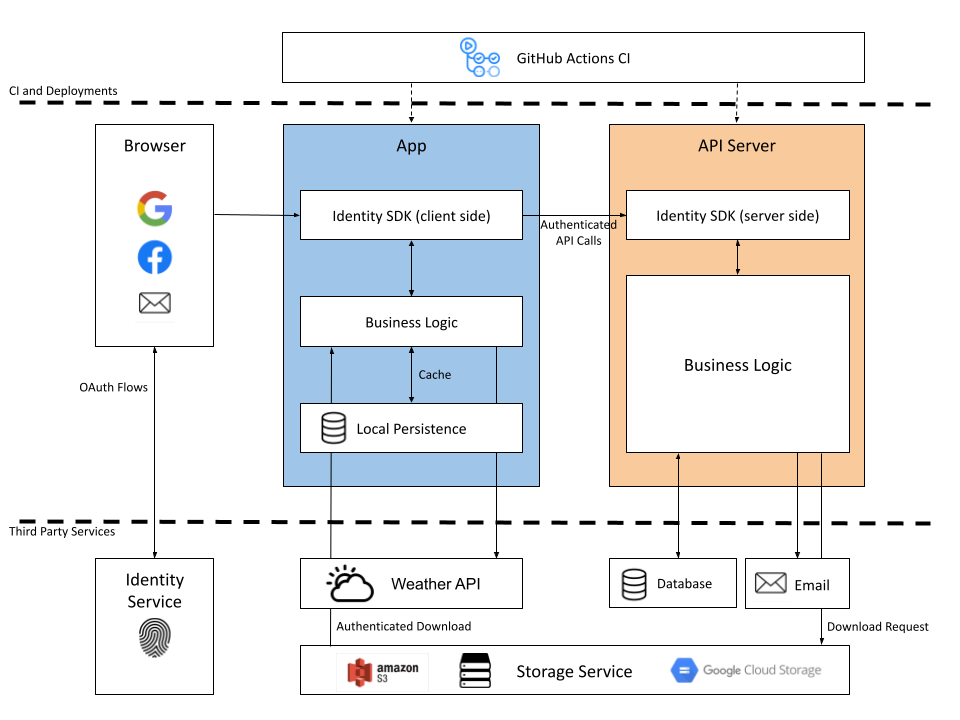 GitHub Actions CI
CI and Deployments
Browser
App
API Server
Identity SDK (client side)
Identity SDK (server side)
Authenticated
API Calls
Business Logic
Business Logic
Cache
OAuth Flows
Local Persistence
Third Party Services
Identity
Service
Weather API
Database
Email
Authenticated Download
Download Request
amazon
S3
Storage Service
Google Cloud Storage